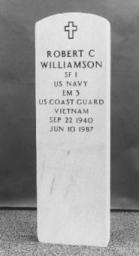 ROBERT C
WILLIAMSON
SF 1
US NAVY
EM 3
US COAST GUARD
VIETNAM
SEP 22 1940
JUN 10 1987